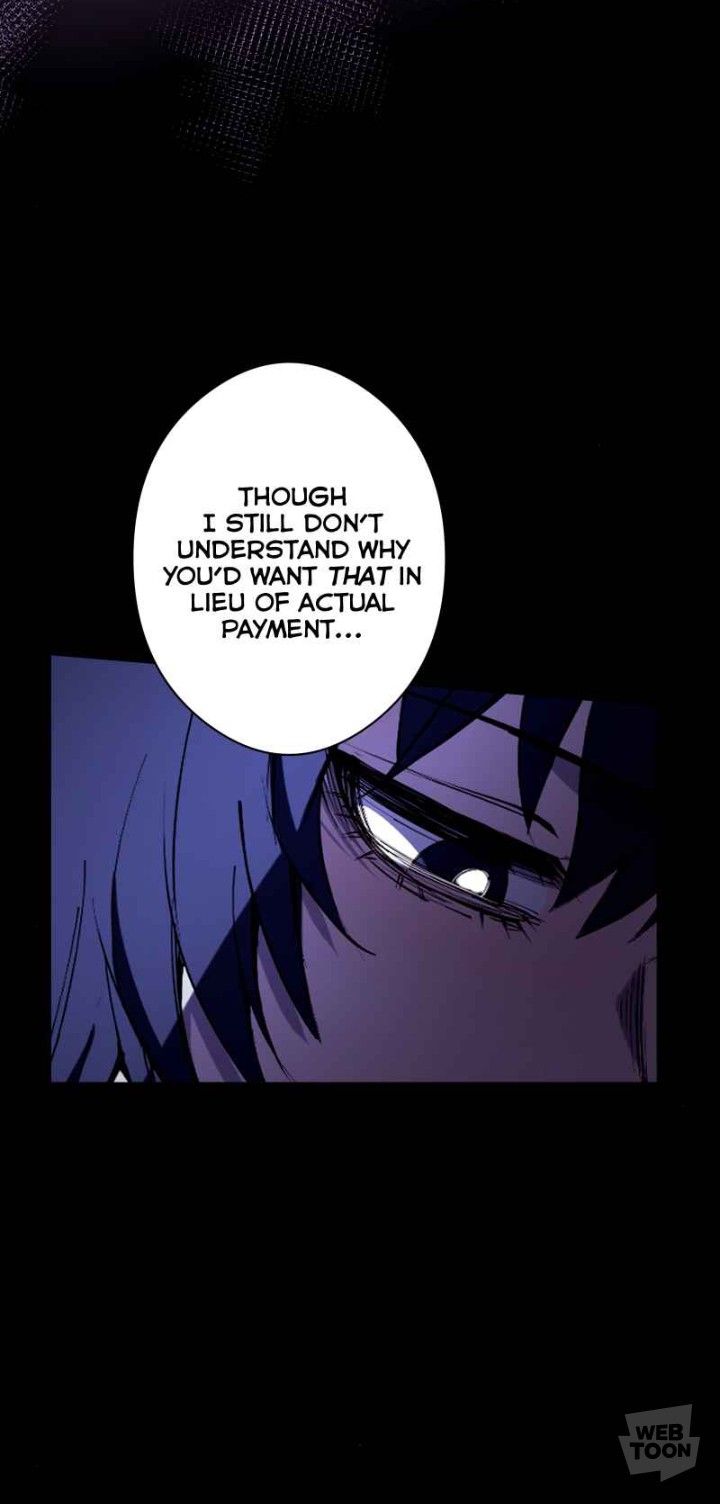 THOUGH
I STILL DON'T
UNDERSTAND WHY
YOU'D WANT THAT IN
LIEU OF ACTUAL
PAYMENT...
WEB
TOON